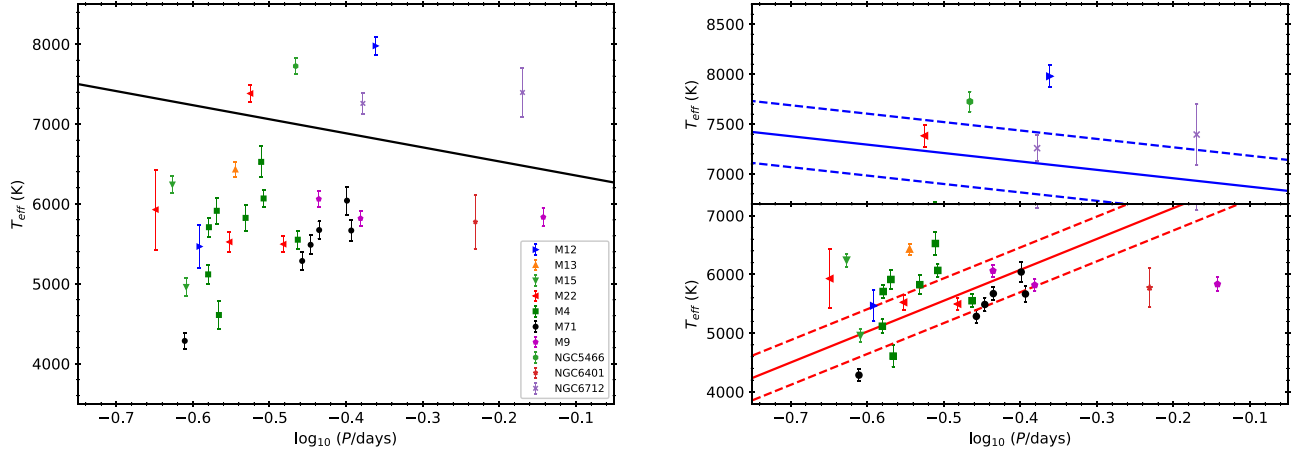 8000
7000
6000
5000
4000
T_eff (K)
−0.7 −0.6 −0.5 −0.4 −0.3 −0.2 −0.1
log₁₀ (P/days)
M12
M13
M15
M22
M4
M71
M9
NGC5466
NGC6401
NGC6712
8500
8000
7500
7000
T_eff (K)
7000
6000
5000
4000
T_eff (K)
−0.7 −0.6 −0.5 −0.4 −0.3 −0.2 −0.1
log₁₀ (P/days)